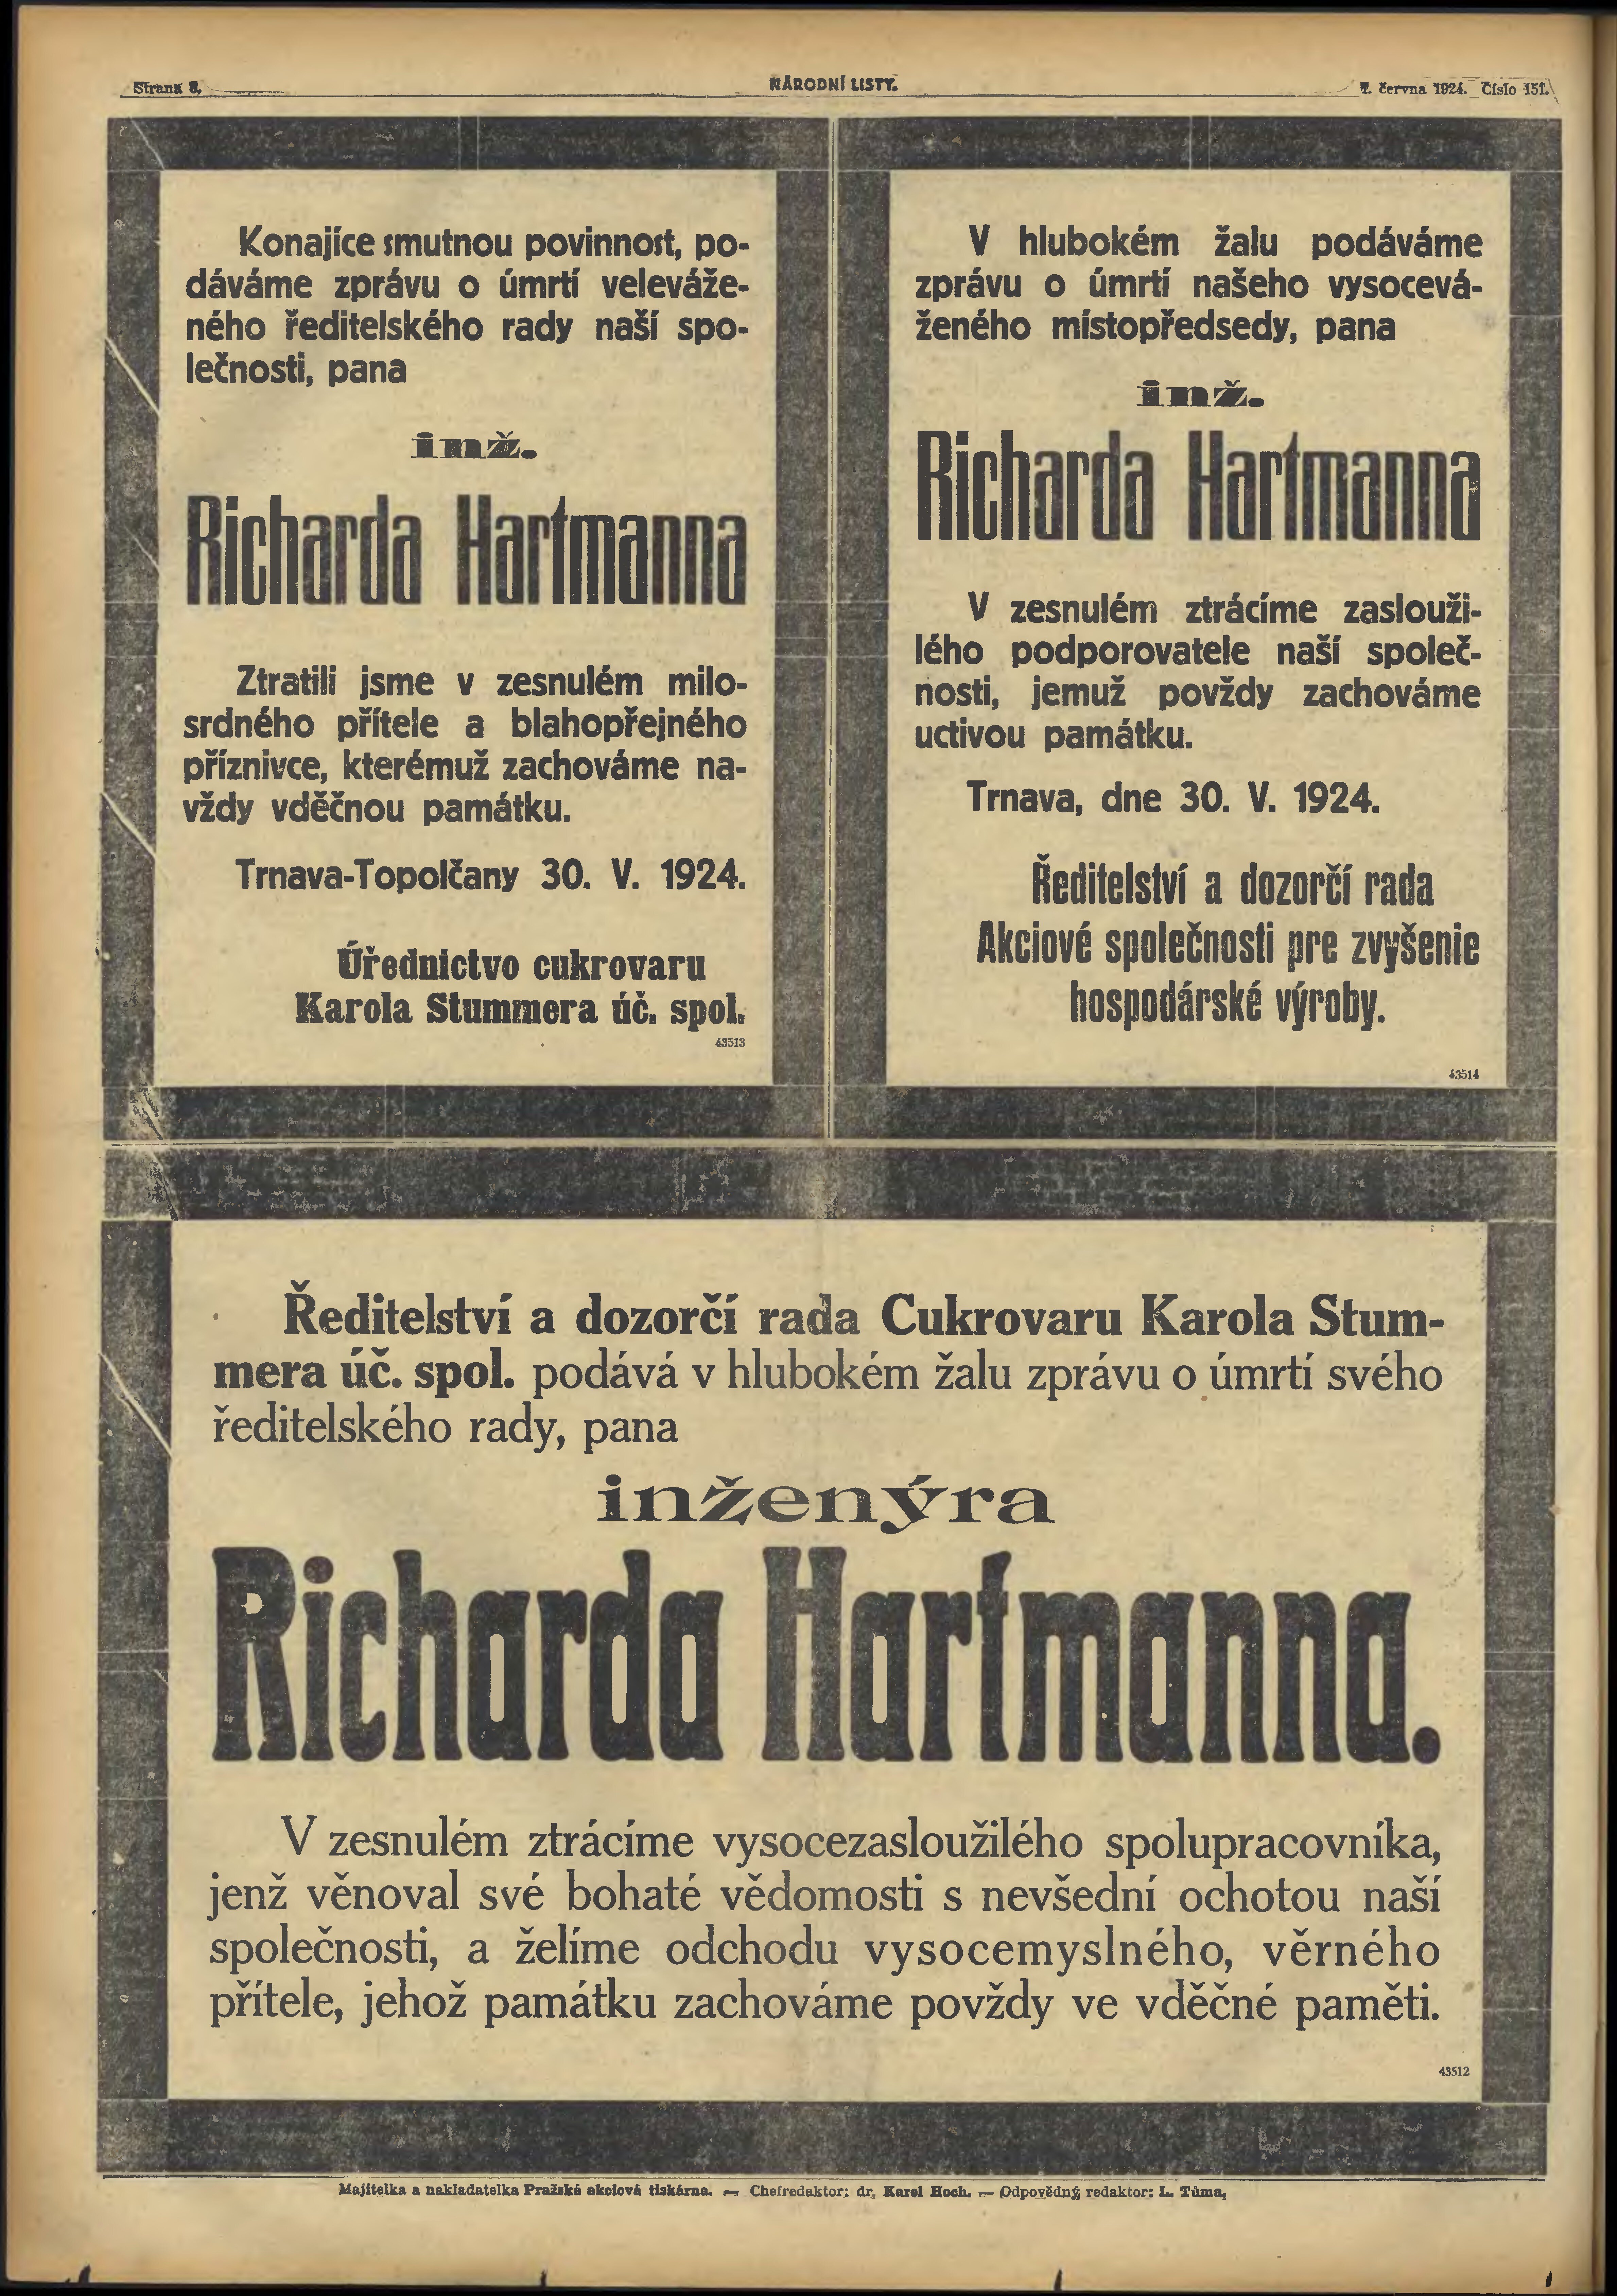 Strana 8.
NÁRODNÍ LISTY.
1. června 1924. Číslo 151.
Konajíce smutnou povinnost, po-
dáváme zprávu o úmrtí velevaže-
ného ředitelského rady naší spo-
lečnosti, pana
inž.
Richarda Hartmanna
Ztratili jsme v zesnulém milo-
srdného přítele a blahopřejného
příznivce, kterémuž zachováme na-
vždy vděčnou památku.
Trnava-Topolčany 30. V. 1924.
Úřednictvo cukrovaru
Karola Stummera úč. spol.
43513
V hlubokém žalu podáváme
zprávu o úmrtí našeho vysocevá-
ženého místopředsedy, pana
inž.
Richarda Hartmanna
V zesnulém ztrácíme zaslouži-
lého podporovatele naší společ-
nosti, jemuž povždy zachováme
uctivou památku.
Trnava, dne 30. V. 1924.
Ředitelství a dozorčí rada
Akciové společnosti pre zvyšenie
hospodárské výroby.
43514
Ředitelství a dozorčí rada Cukrovaru Karola Stum-
mera úč. spol. podává v hlubokém žalu zprávu o úmrtí svého
ředitelského rady, pana
inženýra
Richarda Hartmanna.
V zesnulém ztrácíme vysocezasloužilého spolupracovníka,
jenž věnoval své bohaté vědomosti s nevšední ochotou naší
společnosti, a želíme odchodu vysocemyslného, věrného
přítele, jehož památku zachováme povždy ve vděčné paměti.
43512
Majitelka a nakladatelka Pražská akciová tiskárna. — Chefredaktor: dr. Karel Hoch. — Odpovědný redaktor: L. Tůma.